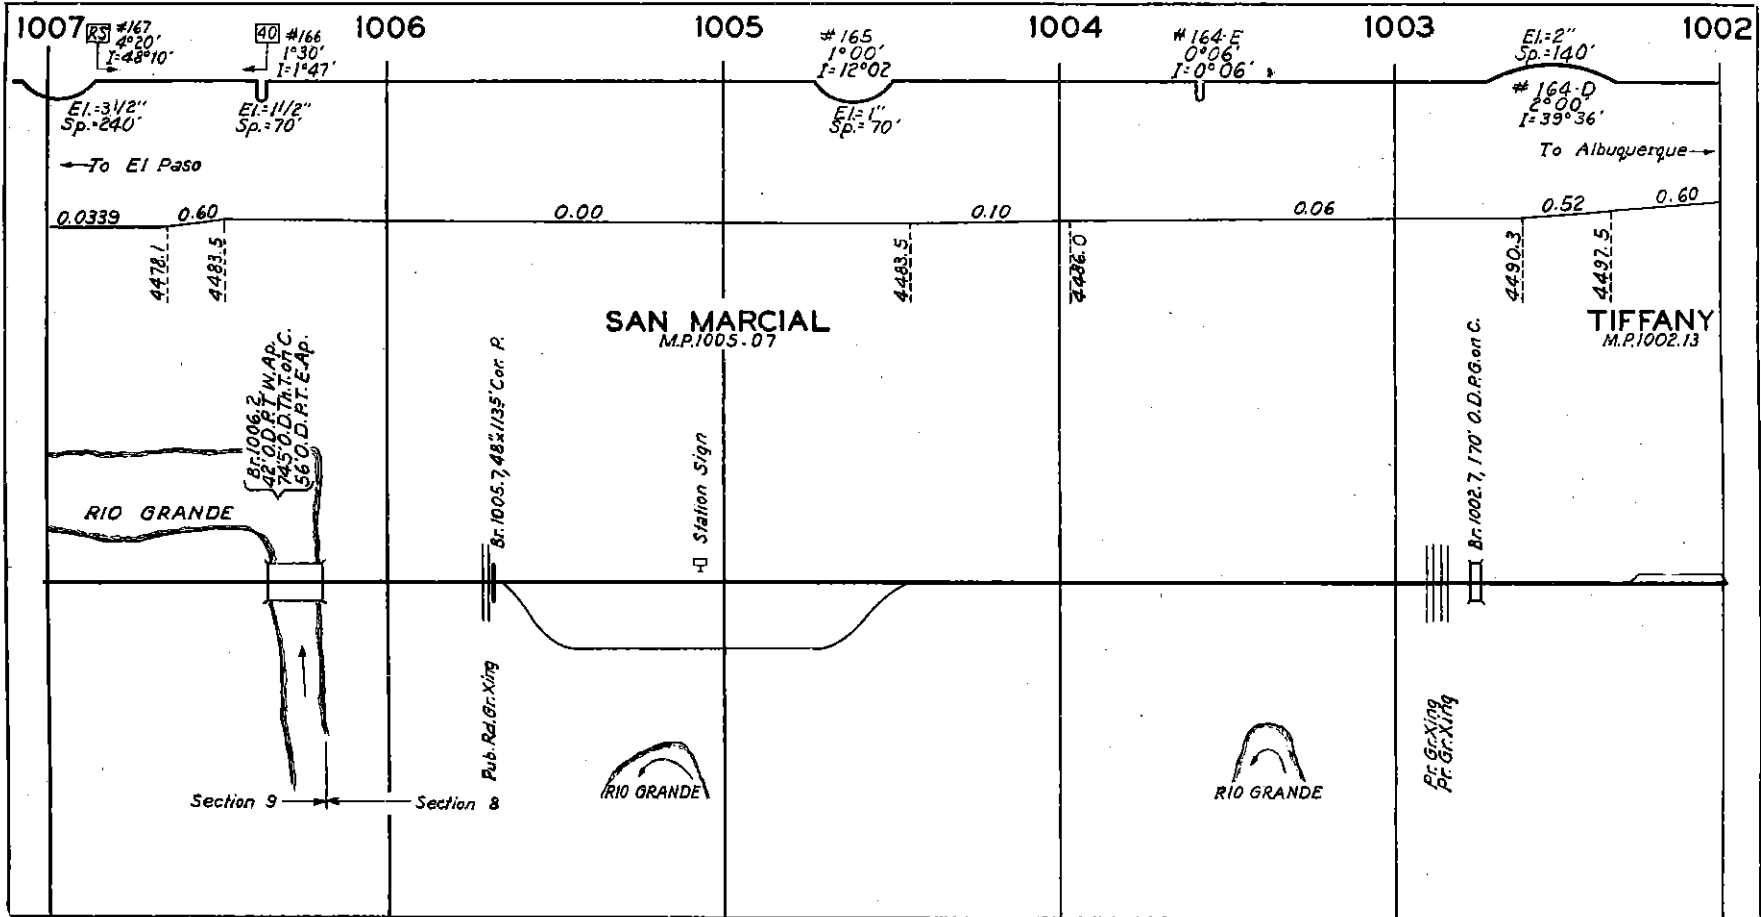 1007 1006 1005 1004 1003 1002
RS #167
4°20'
I=48°10'
40 #166
1°30'
I=1°47'
#165
1°00'
I=12°02
#164-E
0°06'
I=0°06'
El.=2"
Sp.=140'
El.=3 1/2"
Sp.=240'
El.=1 1/2"
Sp.=70'
El.=1"
Sp.=70'
#164-D
2°00'
I=39°36'
To El Paso
To Albuquerque
0.0339 0.60 0.00 0.10 0.06 0.52 0.60
4478.1
4483.5
4483.5
4486.0
4490.3
4497.5
SAN MARCIAL
M.P.1005.07
TIFFANY
M.P.1002.13
Br.1006.2
42'O.D.P.T.W.Ap.
745'O.D.Th.T.on C.
56'O.D.P.T.E.Ap.
Br.1005.7, 48"x113.5' Cor. P.
Station Sign
Br.1002.7, 170' O.D.P.G.on C.
RIO GRANDE
Pub.Rd.Gr.Xing
Pr. Gr.Xing
Pr. Gr.Xing
RIO GRANDE
RIO GRANDE
Section 9
Section 8